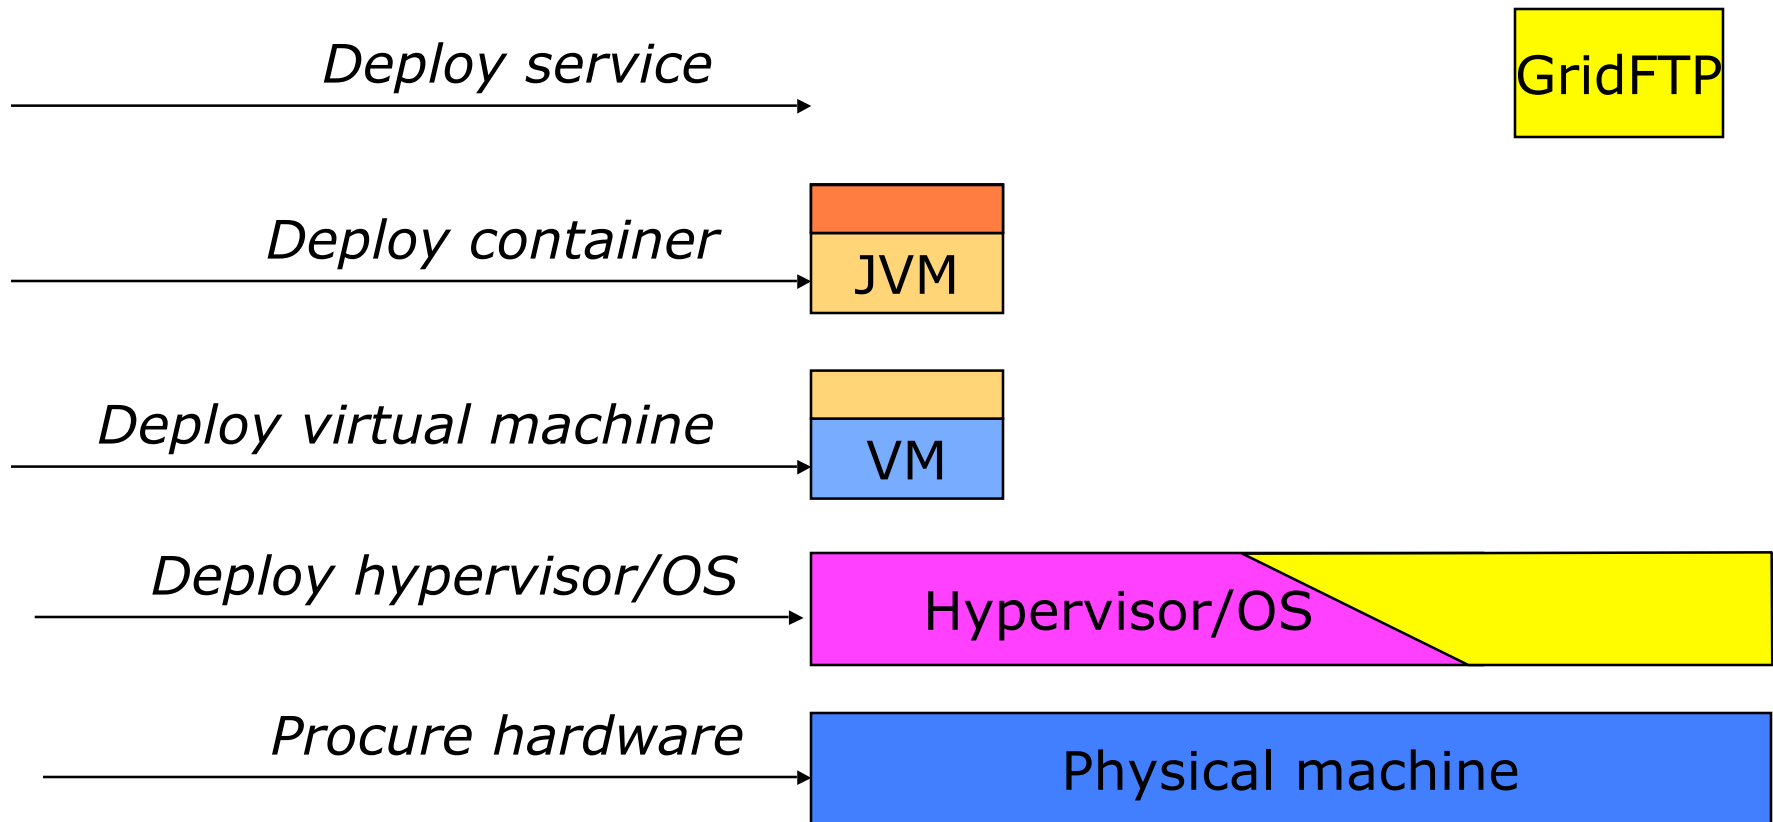 Deploy service
GridFTP
Deploy container
JVM
Deploy virtual machine
VM
Deploy hypervisor/OS
Hypervisor/OS
Procure hardware
Physical machine